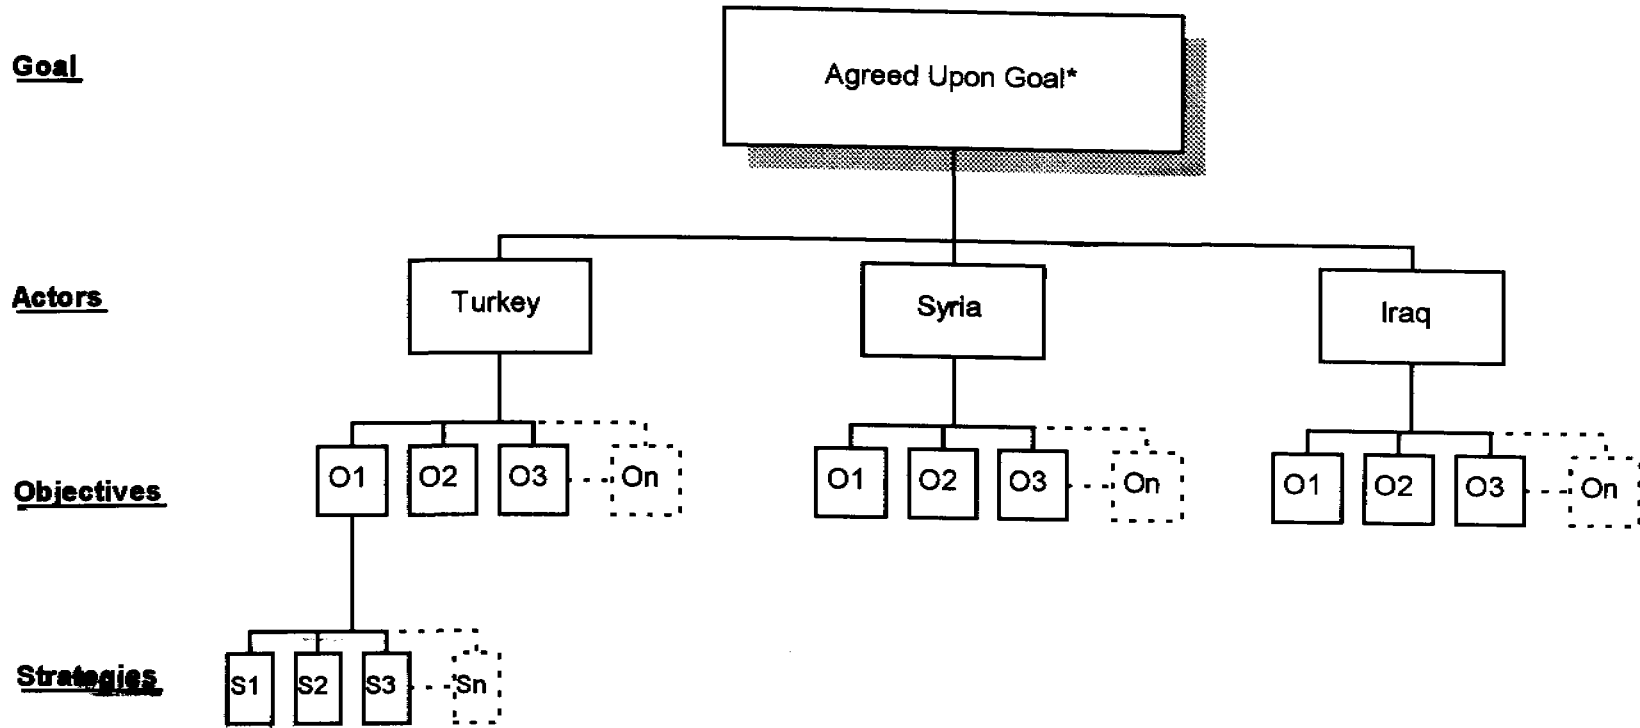 Goal
Agreed Upon Goal*
Actors
Turkey
Syria
Iraq
Objectives
O1
O2
O3
On
O1
O2
O3
On
O1
O2
O3
On
Strategies
S1
S2
S3
Sn